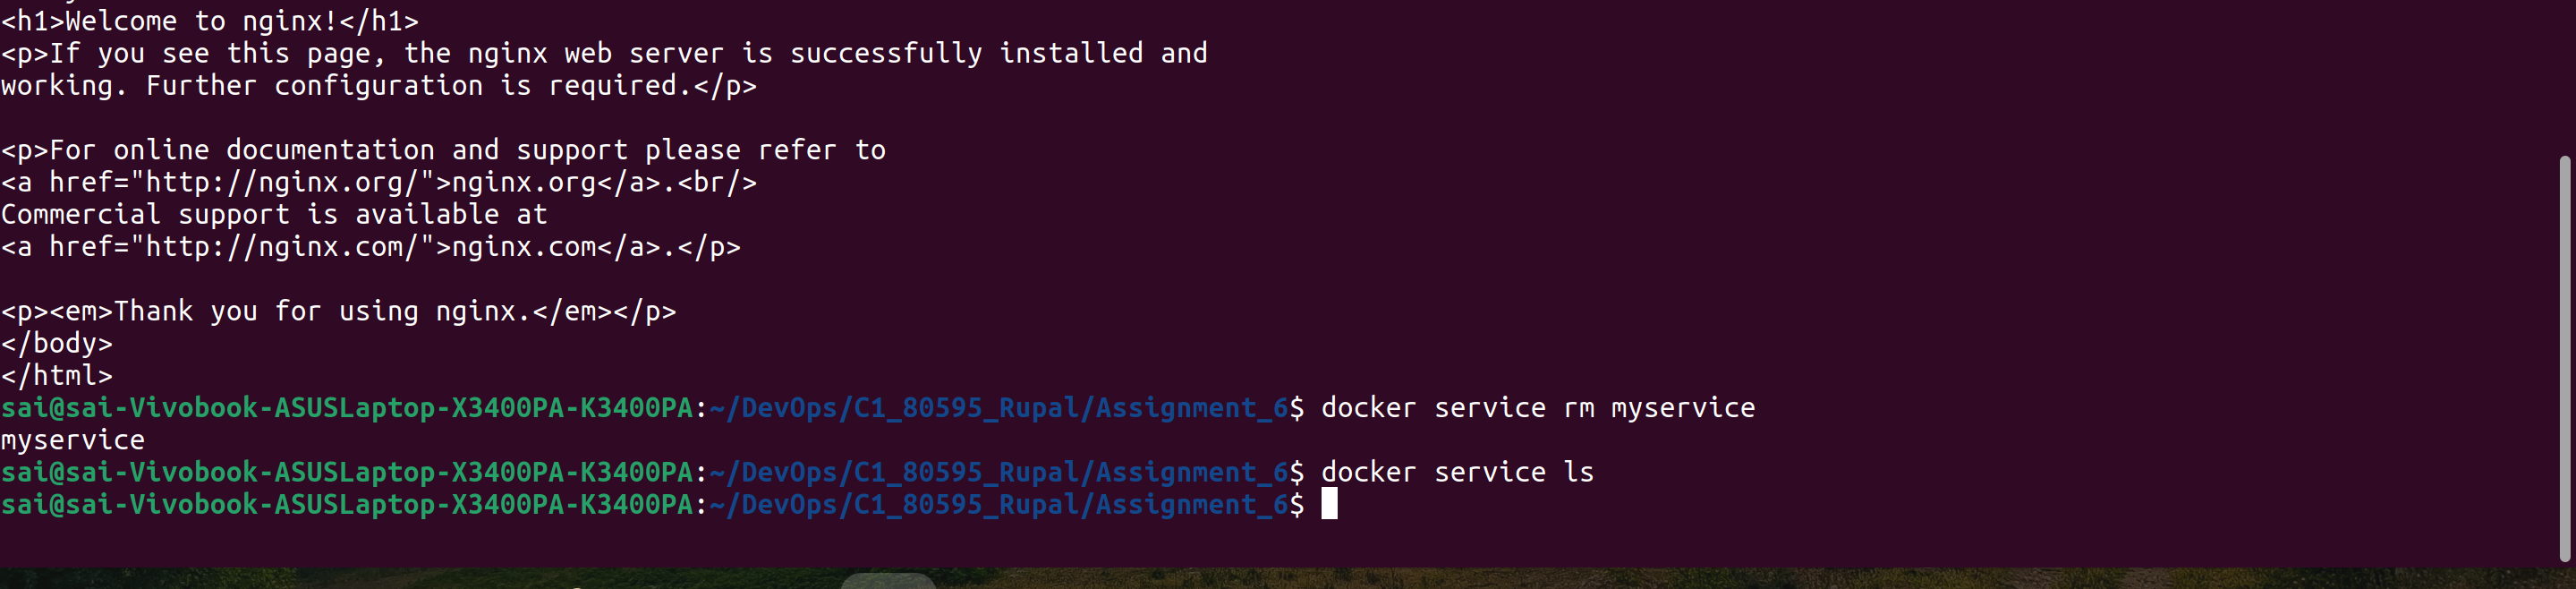 <h1>Welcome to nginx!</h1>
<p>If you see this page, the nginx web server is successfully installed and
working. Further configuration is required.</p>
<p>For online documentation and support please refer to
<a href="http://nginx.org/">nginx.org</a>.<br/>
Commercial support is available at
<a href="http://nginx.com/">nginx.com</a>.</p>
<p><em>Thank you for using nginx.</em></p>
</body>
</html>
sai@sai-Vivobook-ASUSLaptop-X3400PA-K3400PA:~/DevOps/C1_80595_Rupal/Assignment_6$ docker service rm myservice
myservice
sai@sai-Vivobook-ASUSLaptop-X3400PA-K3400PA:~/DevOps/C1_80595_Rupal/Assignment_6$ docker service ls
sai@sai-Vivobook-ASUSLaptop-X3400PA-K3400PA:~/DevOps/C1_80595_Rupal/Assignment_6$